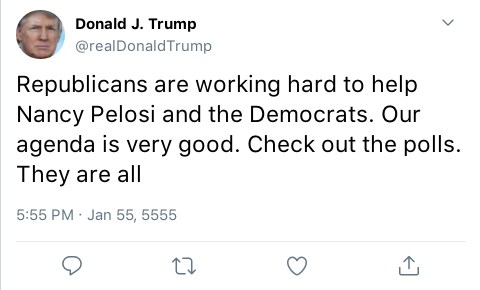 Donald J. Trump
@realDonaldTrump
Republicans are working hard to help
Nancy Pelosi and the Democrats. Our
agenda is very good. Check out the polls.
They are all
5:55 PM · Jan 55, 5555